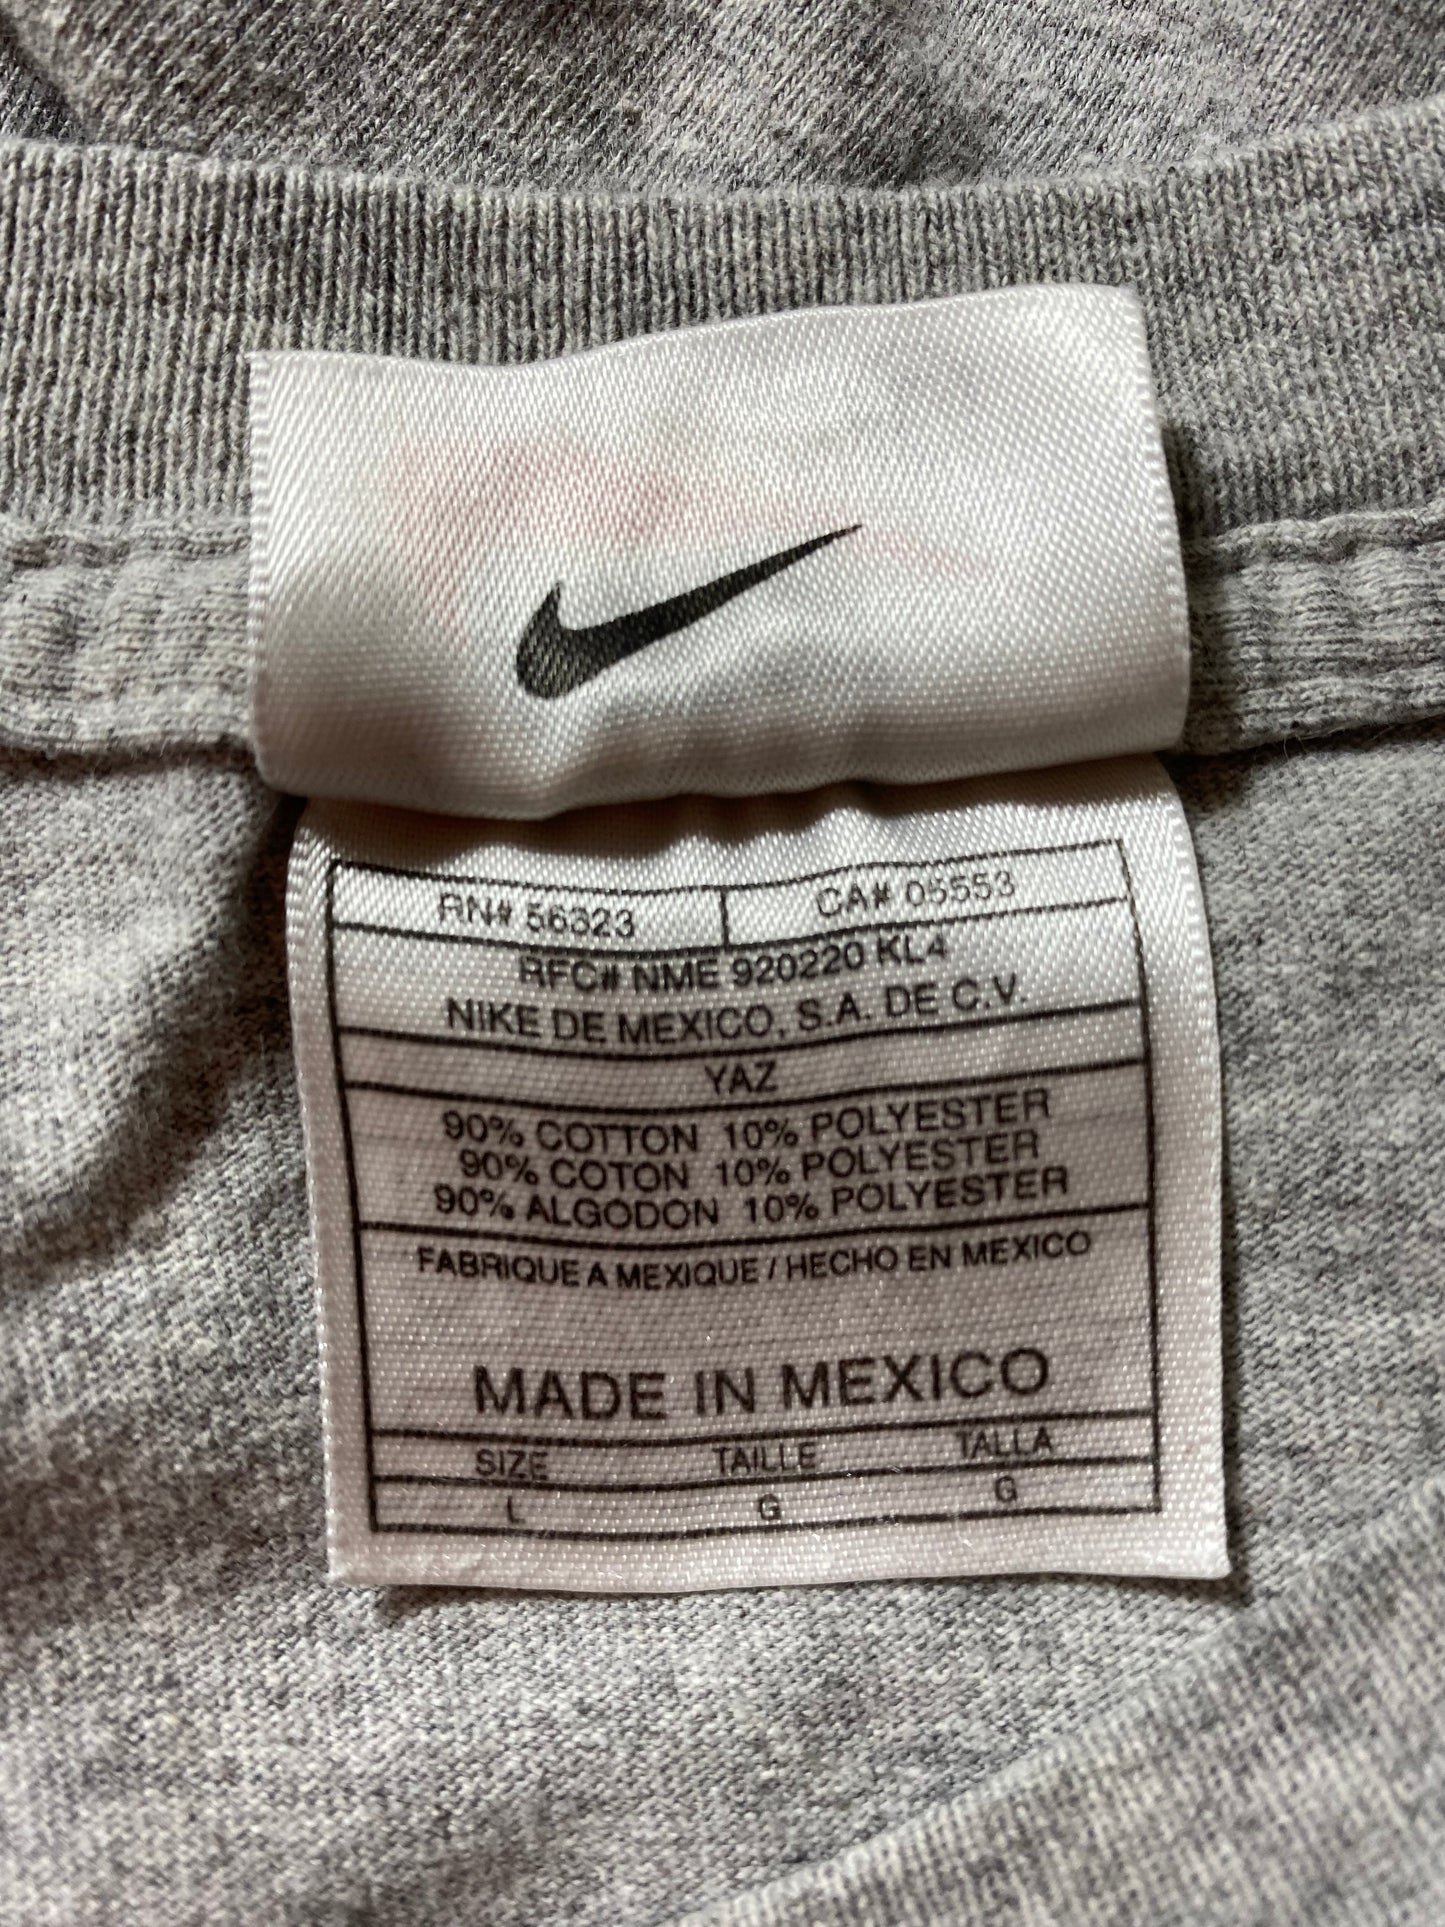 RN# 56323 CA# 05553
RFC# NME 920220 KL4
NIKE DE MEXICO, S.A. DE C.V.
YAZ
90% COTTON 10% POLYESTER
90% COTON 10% POLYESTER
90% ALGODON 10% POLYESTER
FABRIQUE A MEXIQUE / HECHO EN MEXICO
MADE IN MEXICO
SIZE TAILLE TALLA
L G G